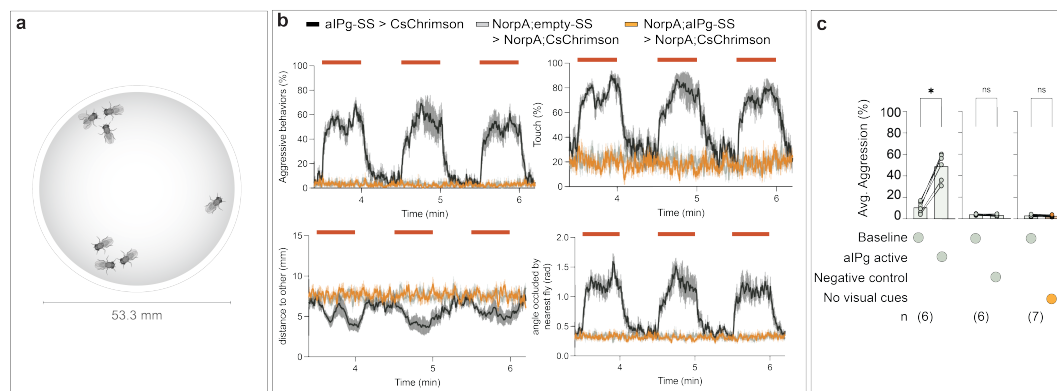 a
53.3 mm
b
aIPg-SS > CsChrimson
NorpA;empty-SS
> NorpA;CsChrimson
NorpA;aIPg-SS
> NorpA;CsChrimson
Aggressive behaviors (%)
100
80
60
40
20
0
4
5
6
Time (min)
Touch (%)
100
80
60
40
20
0
4
5
6
Time (min)
distance to other (mm)
15
10
5
0
4
5
6
Time (min)
angle occluded by
nearest fly (rad)
2.0
1.5
1.0
0.5
0.0
4
5
6
Time (min)
c
*
ns
ns
Avg. Aggression (%)
100
80
60
40
20
0
Baseline
aIPg active
Negative control
No visual cues
n (6) (6) (7)